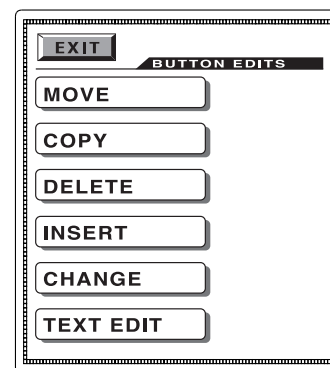 EXIT
BUTTON EDITS
MOVE
COPY
DELETE
INSERT
CHANGE
TEXT EDIT